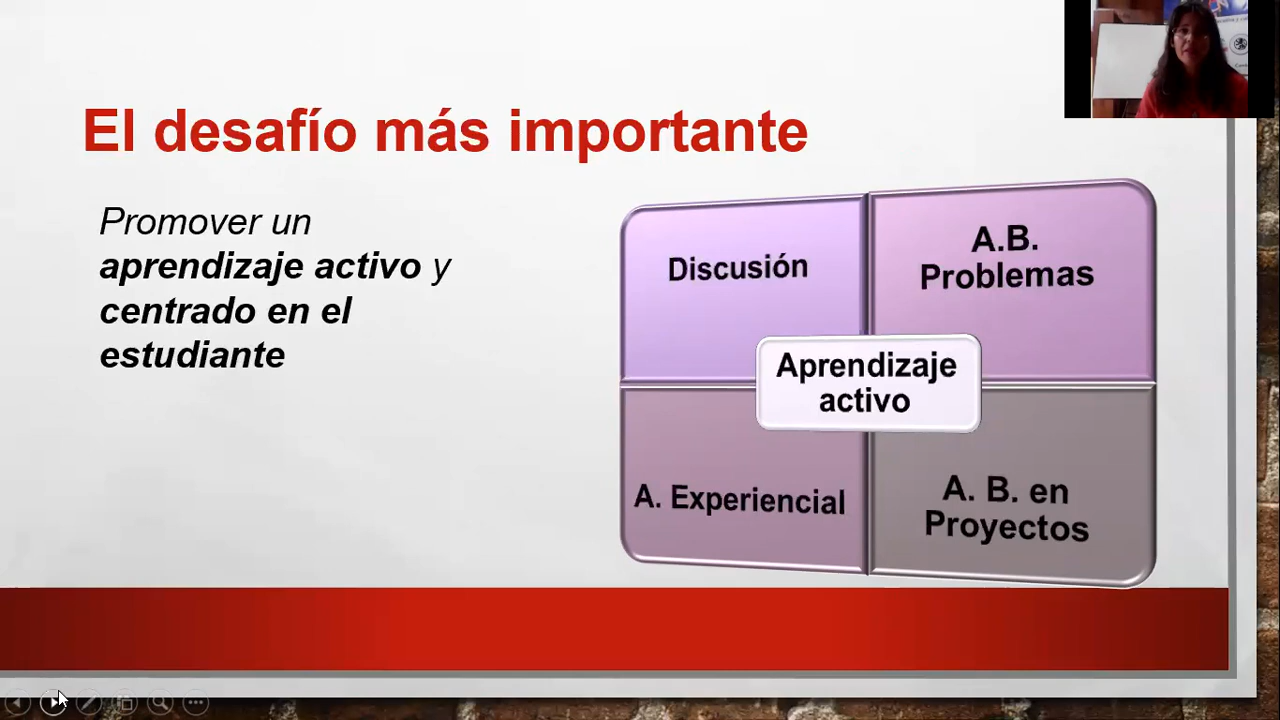 El desafío más importante
Promover un
aprendizaje activo y
centrado en el
estudiante
Discusión
A.B.
Problemas
Aprendizaje
activo
A. Experiencial
A. B. en
Proyectos